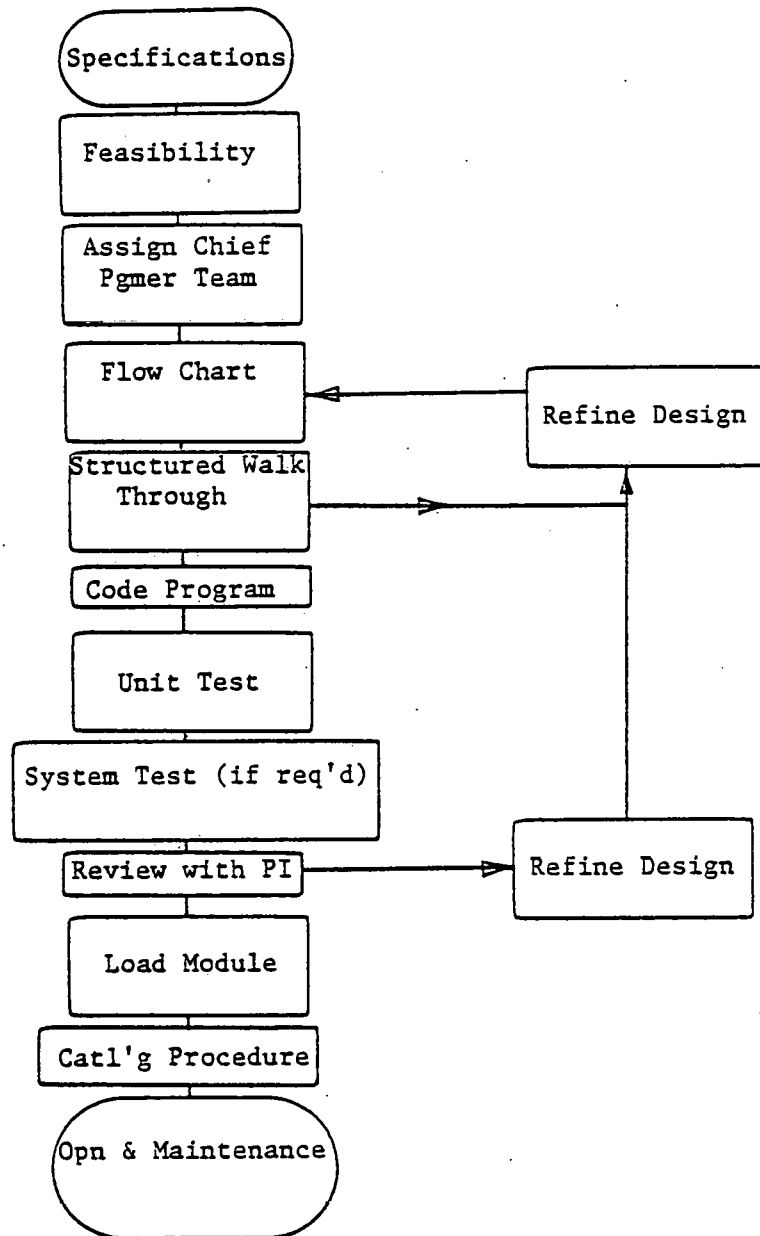 Specifications
Feasibility
Assign Chief
Pgmer Team
Flow Chart
Refine Design
Structured Walk
Through
Code Program
Unit Test
System Test (if req'd)
Review with PI
Refine Design
Load Module
Catl'g Procedure
Opn & Maintenance